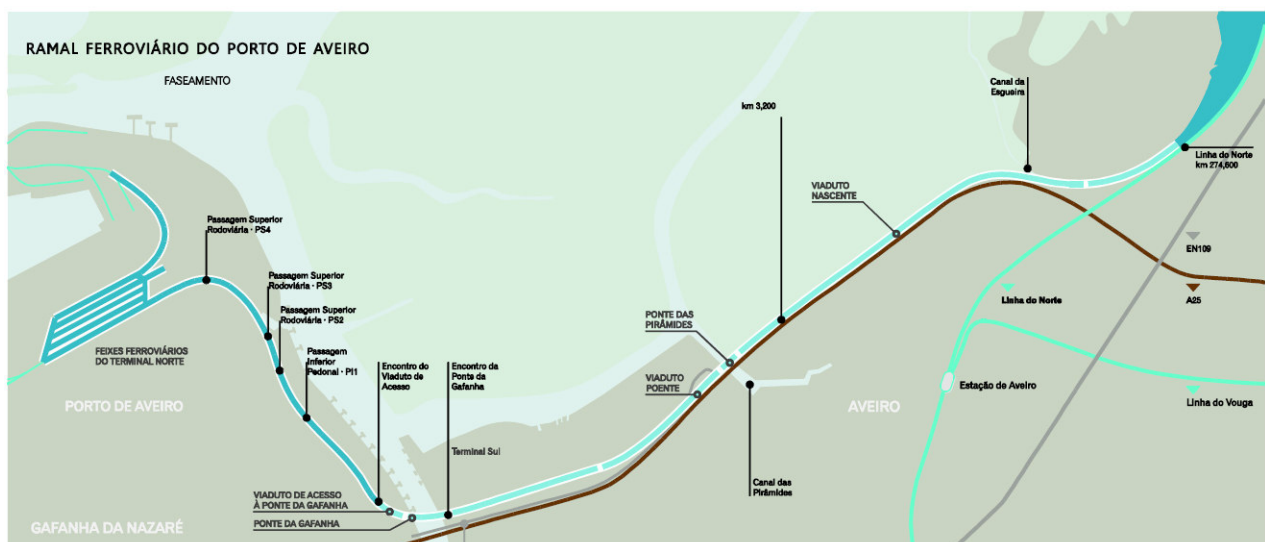 RAMAL FERROVIÁRIO DO PORTO DE AVEIRO
FASEAMENTO
Canal da
Esgueira
km 3,200
Linha do Norte
km 274,600
VIADUTO
NASCENTE
Passagem Superior
Rodoviária · PS4
EN109
Passagem Superior
Rodoviária · PS3
Linha do Norte
A25
Passagem Superior
Rodoviária · PS2
PONTE DAS
PIRÂMIDES
FEIXES FERROVIÁRIOS
DO TERMINAL NORTE
Passagem
Inferior
Pedonal · PI1
Encontro do
Viaduto de
Acesso
Encontro da
Ponte da
Gafanha
VIADUTO
POENTE
Estação de Aveiro
PORTO DE AVEIRO
AVEIRO
Linha do Vouga
Terminal Sul
Canal das
Pirâmides
VIADUTO DE ACESSO
À PONTE DA GAFANHA
PONTE DA GAFANHA
GAFANHA DA NAZARÉ